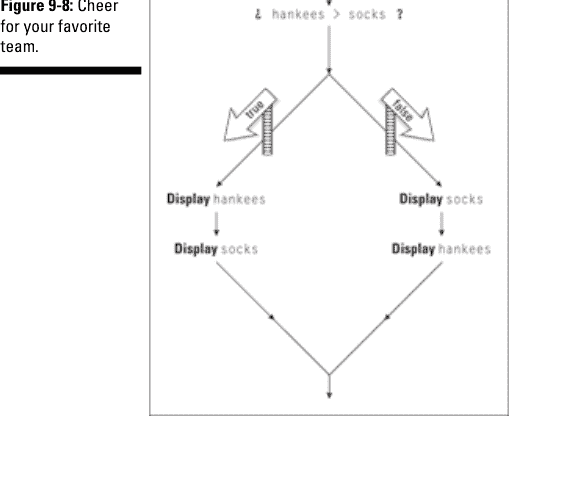 Figure 9-8: Cheer
for your favorite
team.
¿ hankees > socks ?
true
false
Display hankees
Display socks
Display socks
Display hankees